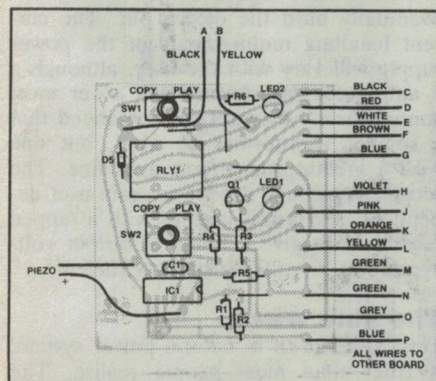 A B
BLACK YELLOW
COPY PLAY
SW1
R6
LED2
D5
RLY1
Q1
LED1
COPY PLAY
SW2
R4
R3
C1
R5
PIEZO
+
IC1
R1
R2
BLACK C
RED D
WHITE E
BROWN F
BLUE G
VIOLET H
PINK J
ORANGE K
YELLOW L
GREEN M
GREEN N
GREY O
BLUE P
ALL WIRES TO
OTHER BOARD